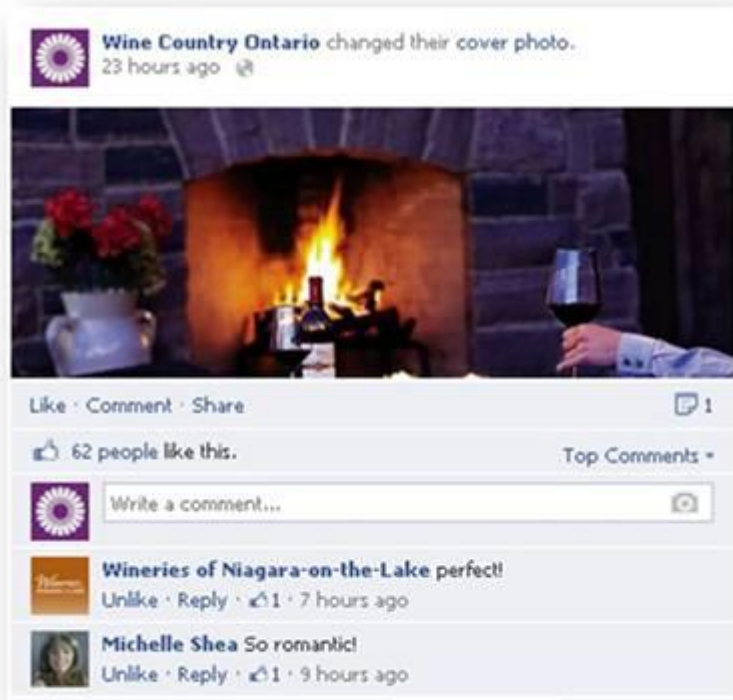 Wine Country Ontario changed their cover photo.
23 hours ago
Like · Comment · Share
1
62 people like this.
Top Comments
Write a comment...
Wineries of Niagara-on-the-Lake perfect!
Unlike · Reply · 1 · 7 hours ago
Michelle Shea So romantic!
Unlike · Reply · 1 · 9 hours ago